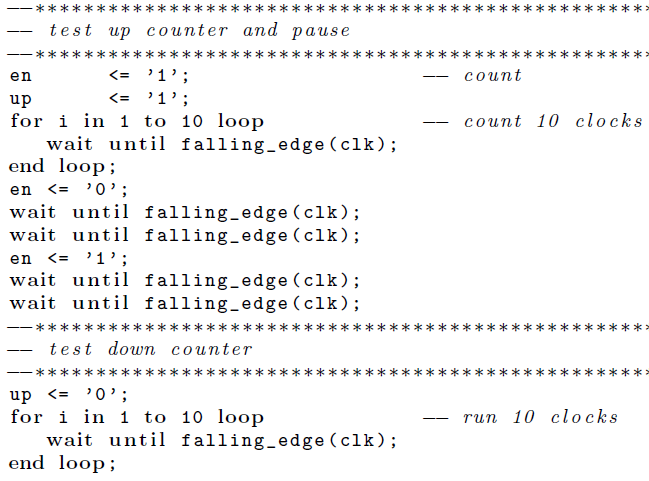 --**************************************************
-- test up counter and pause
--**************************************************
en <= '1'; -- count
up <= '1';
for i in 1 to 10 loop -- count 10 clocks
wait until falling_edge(clk);
end loop;
en <= '0';
wait until falling_edge(clk);
wait until falling_edge(clk);
en <= '1';
wait until falling_edge(clk);
wait until falling_edge(clk);
--**************************************************
-- test down counter
--**************************************************
up <= '0';
for i in 1 to 10 loop -- run 10 clocks
wait until falling_edge(clk);
end loop;